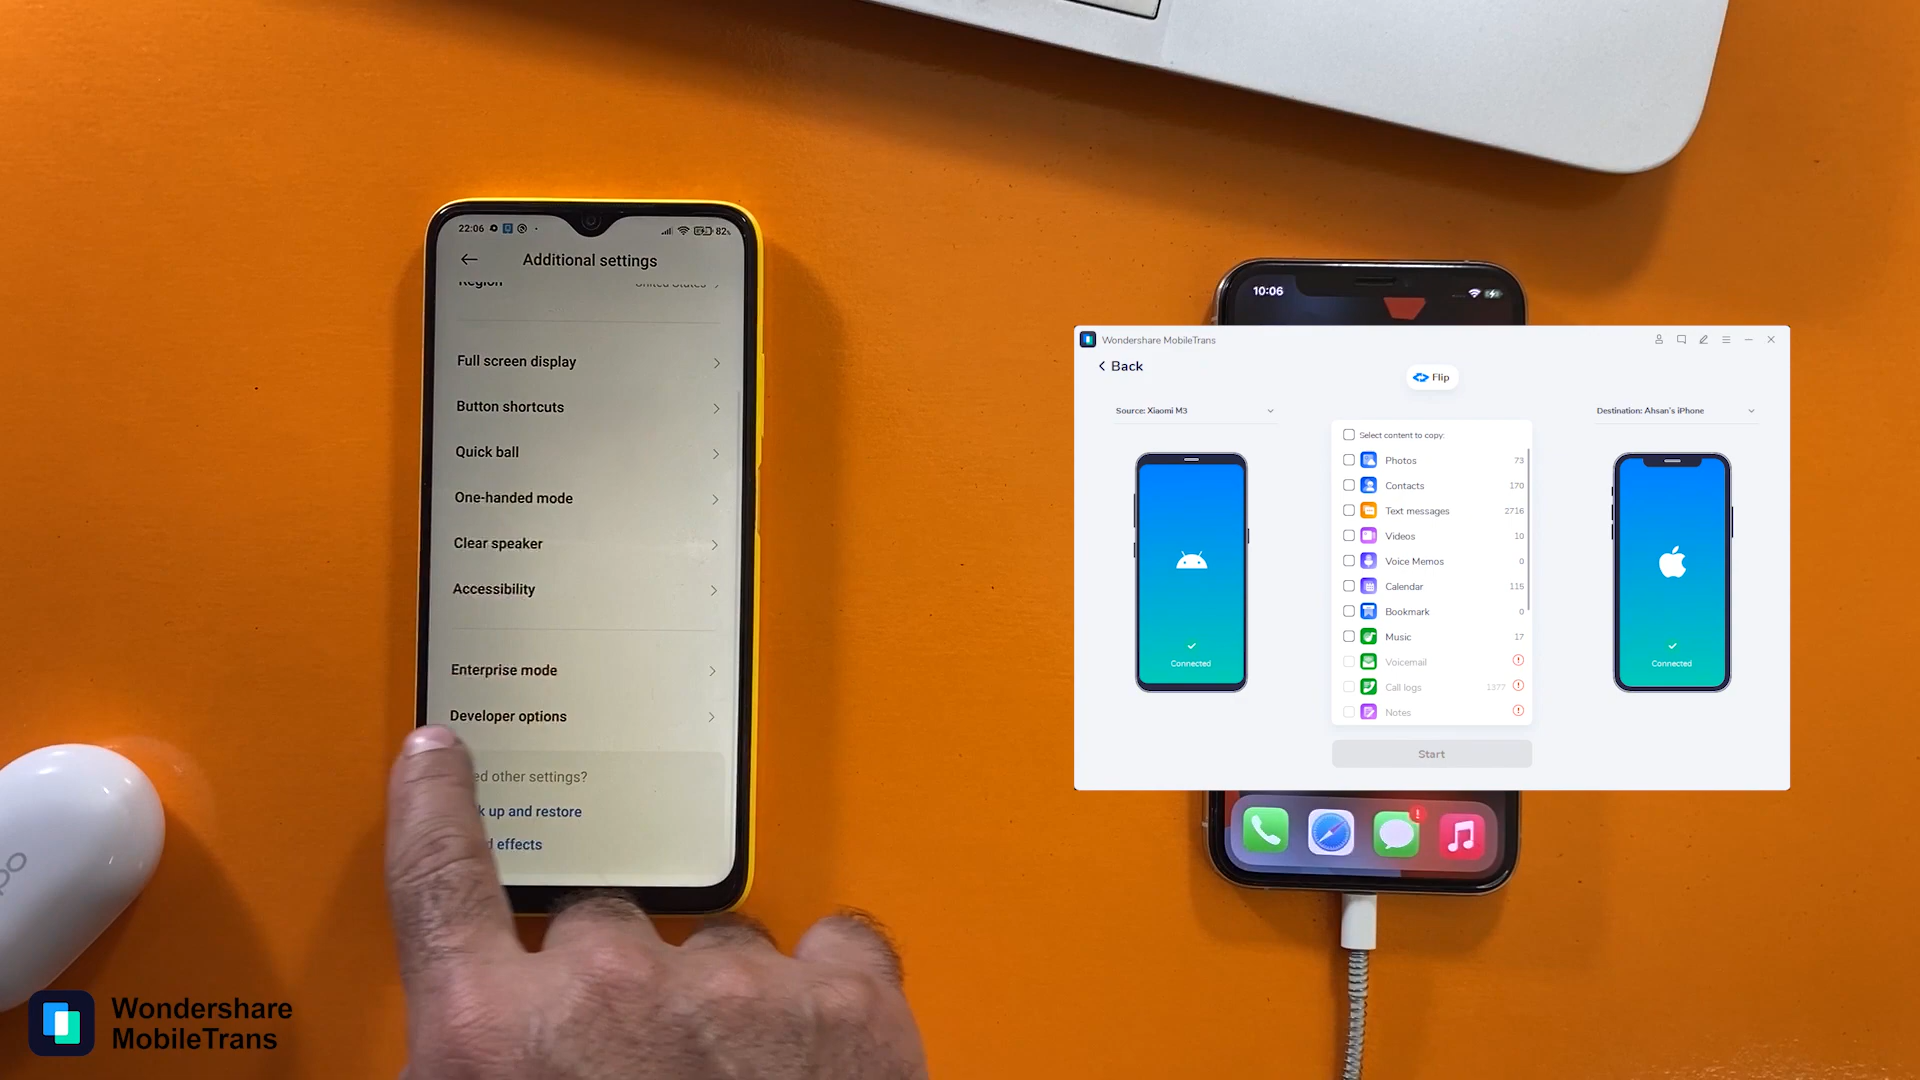 22:06
82%
Additional settings
Region
United States
Full screen display
Button shortcuts
Quick ball
One-handed mode
Clear speaker
Accessibility
Enterprise mode
Developer options
other settings?
up and restore
effects
10:06
Wondershare MobileTrans
Back
Flip
Source: Xiaomi M3
Destination: Ahsan's iPhone
Select content to copy:
Photos 73
Contacts 170
Text messages 2716
Videos 10
Voice Memos 0
Calendar 115
Bookmark 0
Music 17
Voicemail
Call logs 1377
Notes
Connected
Connected
Start
Wondershare
MobileTrans